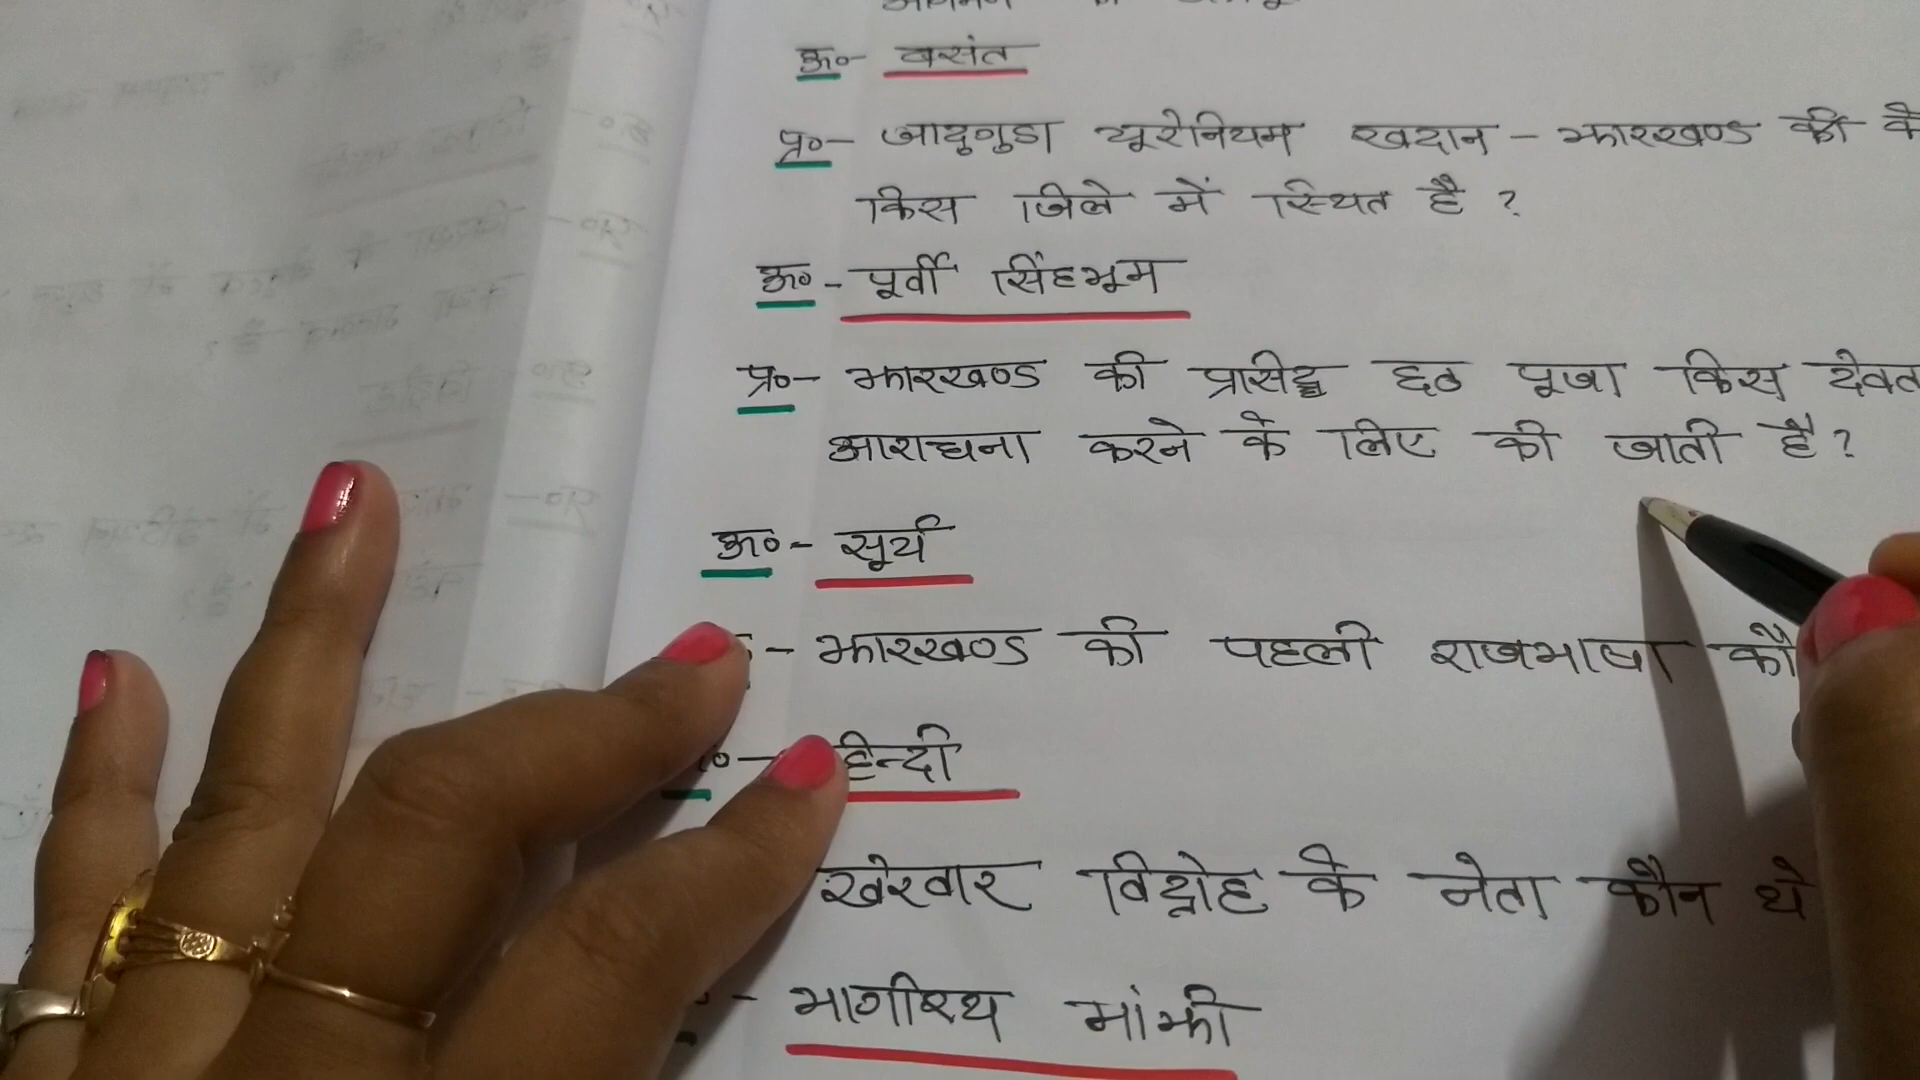 उ०- बसंत
प्र०- जादुगुडा यूरेनियम खदान - झारखण्ड की
किस जिले में स्थित है ?
उ०- पूर्वी सिंहभूम
प्र०- झारखण्ड की प्रसिद्ध छठ पूजा किस देवत
आराधना करने के लिए की जाती है ?
उ०- सूर्य
- झारखण्ड की पहली राजभाषा
हिन्दी
खेरवार विद्रोह के नेता कौन थे
- भागीरथ मांझी